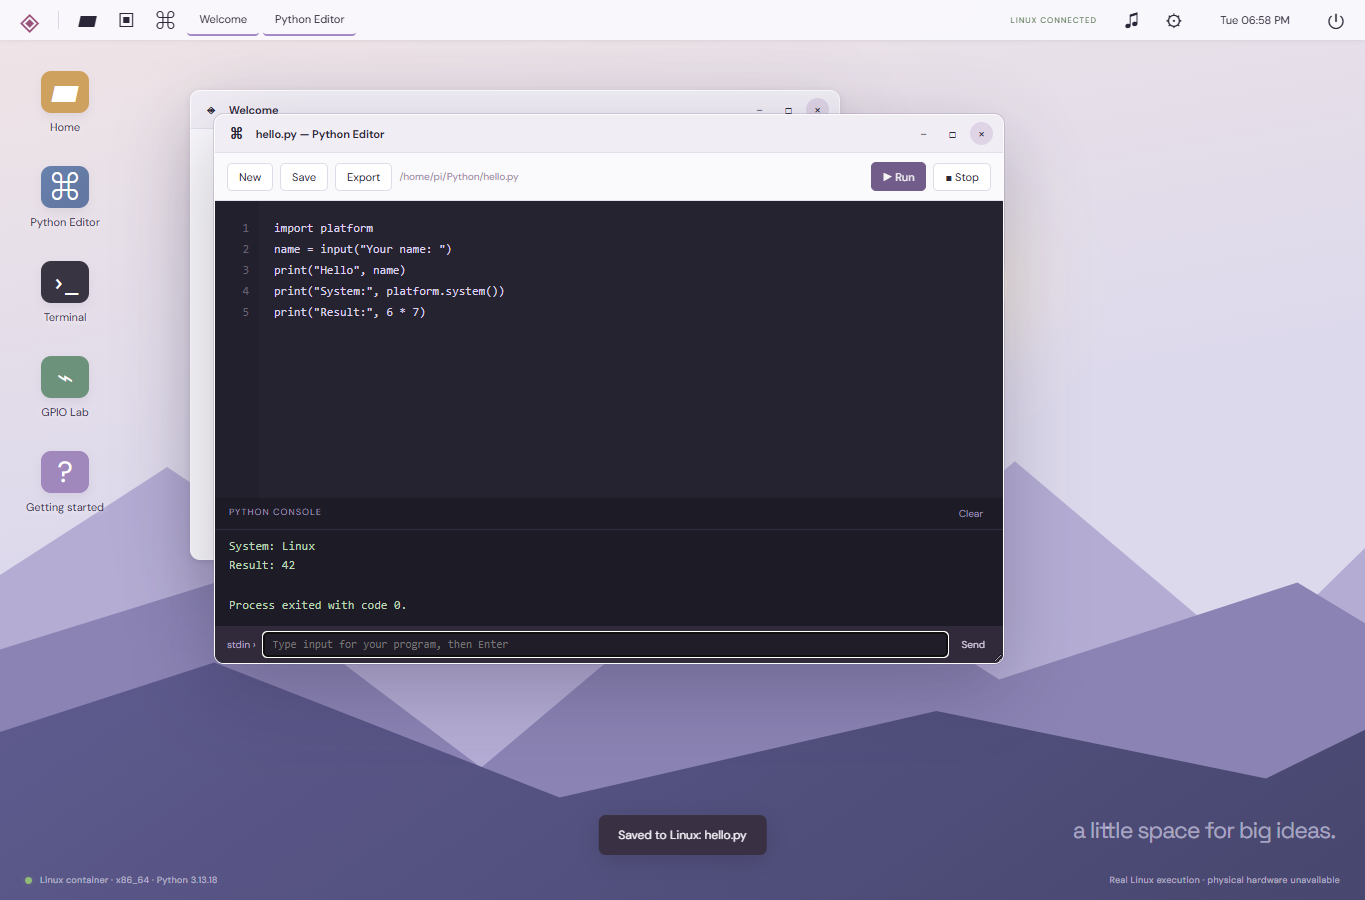 Welcome
Python Editor
LINUX CONNECTED
Tue 06:58 PM
Home
Python Editor
Terminal
GPIO Lab
Getting started
Welcome
hello.py — Python Editor
New
Save
Export
/home/pi/Python/hello.py
▶ Run
■ Stop
1 import platform
2 name = input("Your name: ")
3 print("Hello", name)
4 print("System:", platform.system())
5 print("Result:", 6 * 7)
PYTHON CONSOLE
Clear
System: Linux
Result: 42
Process exited with code 0.
stdin ›
Type input for your program, then Enter
Send
Saved to Linux: hello.py
a little space for big ideas.
Linux container · x86_64 · Python 3.13.18
Real Linux execution · physical hardware unavailable